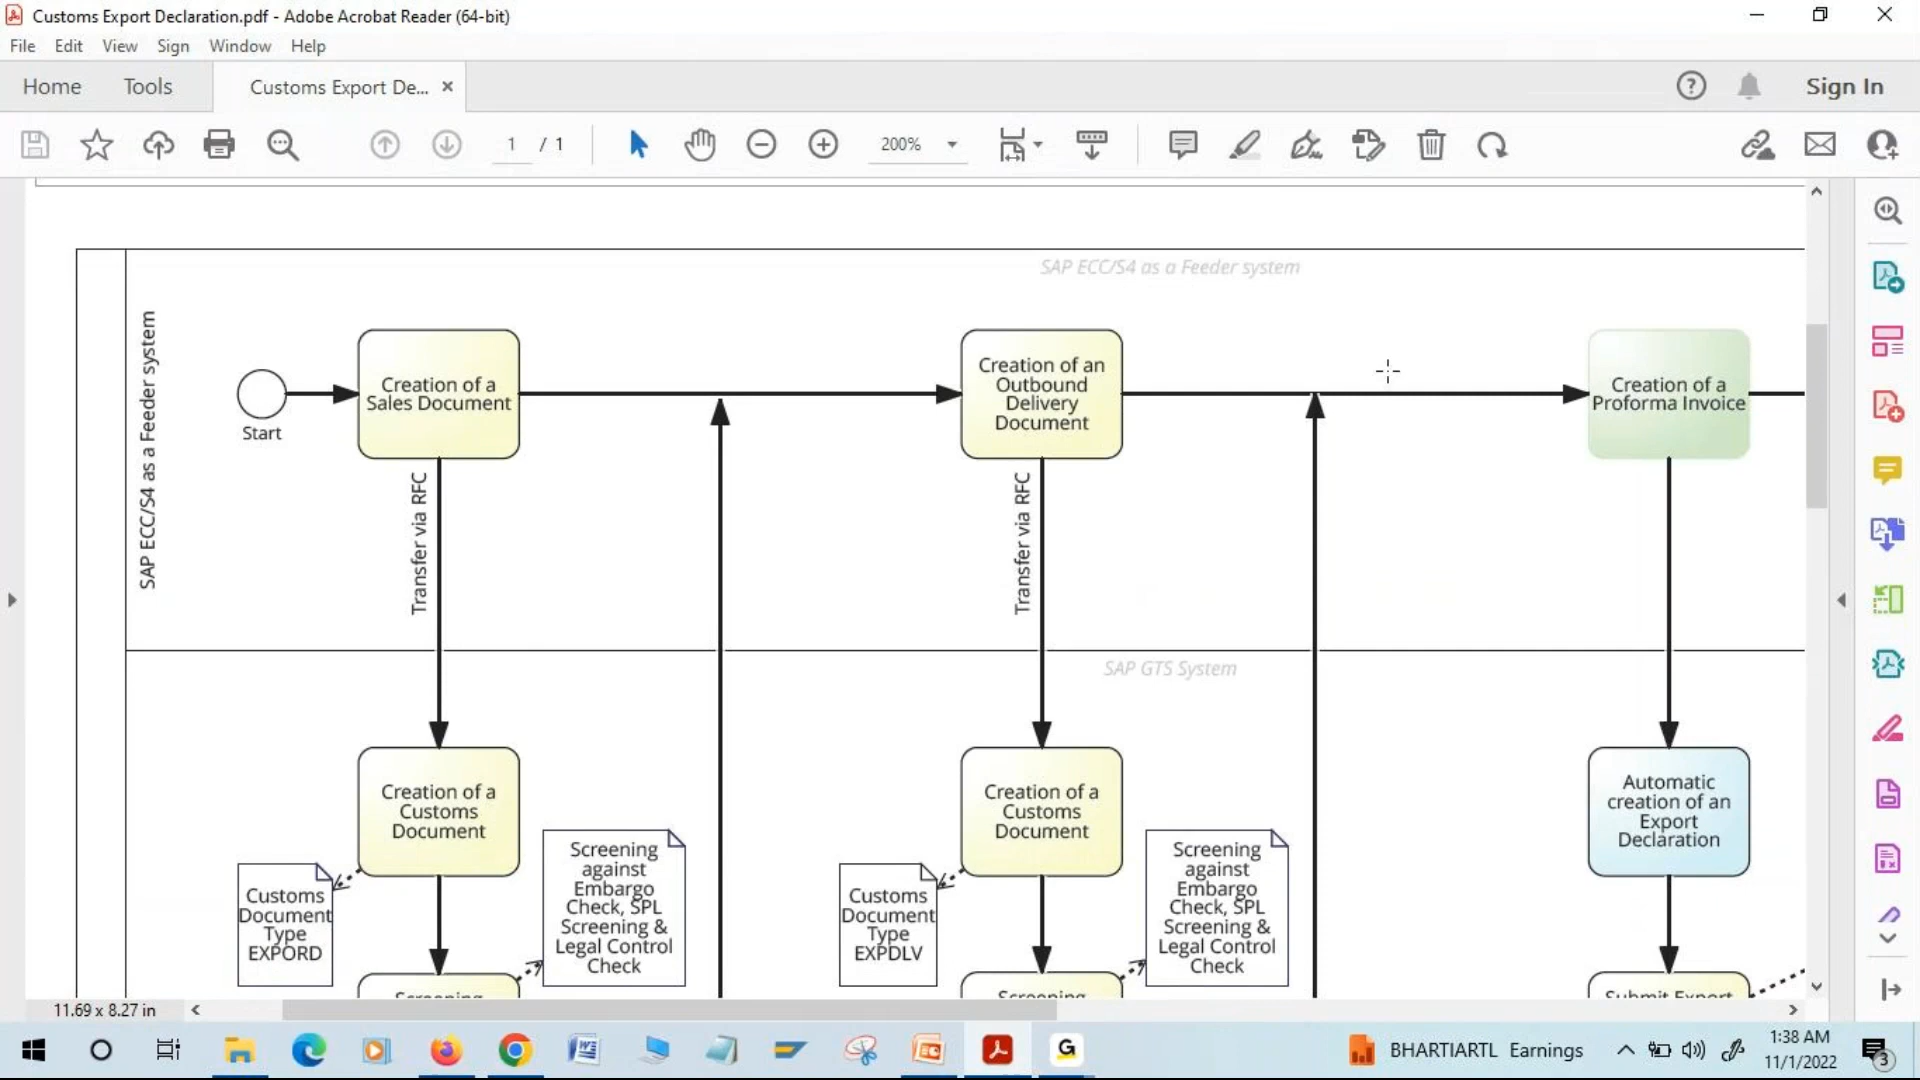 Customs Export Declaration.pdf - Adobe Acrobat Reader (64-bit)
File Edit View Sign Window Help
Home Tools Customs Export De... × Sign In
1 / 1 200%
SAP ECC/S4 as a Feeder system
SAP ECC/S4 as a Feeder system
Start
Creation of a
Sales Document
Creation of an
Outbound
Delivery
Document
Creation of a
Proforma Invoice
Transfer via RFC
Transfer via RFC
SAP GTS System
Creation of a
Customs
Document
Customs
Document
Type
EXPORD
Screening
against
Embargo
Check, SPL
Screening &
Legal Control
Check
Creation of a
Customs
Document
Customs
Document
Type
EXPDLV
Screening
against
Embargo
Check, SPL
Screening &
Legal Control
Check
Automatic
creation of an
Export
Declaration
Screening
Screening
Submit Export
11.69 x 8.27 in
BHARTIARTL Earnings
1:38 AM
11/1/2022
3